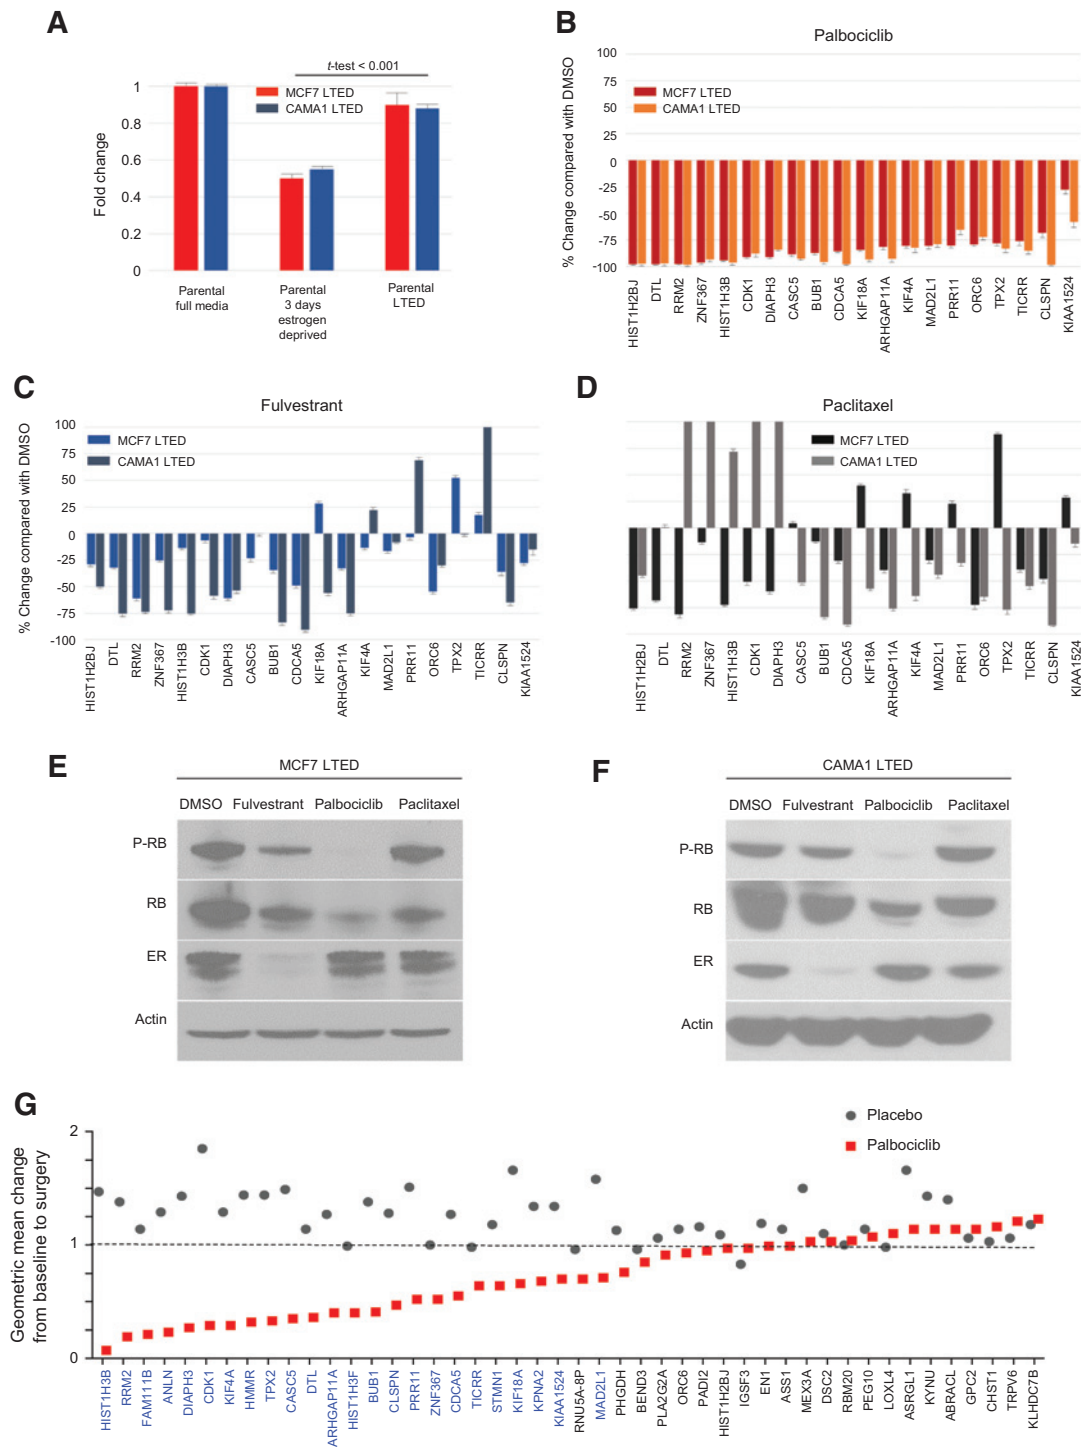 A
t-test < 0.001
MCF7 LTED
CAMA1 LTED
Fold change
1
0.8
0.6
0.4
0.2
0
Parental
full media
Parental
3 days
estrogen
deprived
Parental
LTED
B
Palbociclib
MCF7 LTED
CAMA1 LTED
% Change compared with DMSO
100
75
50
25
0
-25
-50
-75
-100
HIST1H2BJ
DTL
RRM2
ZNF367
HIST1H3B
CDK1
DIAPH3
CASC5
BUB1
CDCA5
KIF18A
ARHGAP11A
KIF4A
MAD2L1
PRR11
ORC6
TPX2
TICRR
CLSPN
KIAA1524
C
Fulvestrant
MCF7 LTED
CAMA1 LTED
% Change compared with DMSO
100
75
50
25
0
-25
-50
-75
-100
HIST1H2BJ
DTL
RRM2
ZNF367
HIST1H3B
CDK1
DIAPH3
CASC5
BUB1
CDCA5
KIF18A
ARHGAP11A
KIF4A
MAD2L1
PRR11
ORC6
TPX2
TICRR
CLSPN
KIAA1524
D
Paclitaxel
MCF7 LTED
CAMA1 LTED
HIST1H2BJ
DTL
RRM2
ZNF367
HIST1H3B
CDK1
DIAPH3
CASC5
BUB1
CDCA5
KIF18A
ARHGAP11A
KIF4A
MAD2L1
PRR11
ORC6
TPX2
TICRR
CLSPN
KIAA1524
E
MCF7 LTED
DMSO Fulvestrant Palbociclib Paclitaxel
P-RB
RB
ER
Actin
F
CAMA1 LTED
DMSO Fulvestrant Palbociclib Paclitaxel
P-RB
RB
ER
Actin
G
Placebo
Palbociclib
Geometric mean change
from baseline to surgery
2
1
0
HIST1H3B
RRM2
FAM111B
ANLN
DIAPH3
CDK1
KIF4A
HMMR
TPX2
CASC5
DTL
ARHGAP11A
HIST1H3F
BUB1
CLSPN
PRR11
ZNF367
CDCA5
TICRR
STMN1
KIF18A
KPNA2
KIAA1524
RNU5A-8P
MAD2L1
PHGDH
BEND3
PLA2G2A
ORC6
PADI2
HIST1H2BJ
IGSF3
EN1
ASS1
MEX3A
DSC2
RBM20
PEG10
LOXL4
ASRGL1
KYNU
ABRACL
GPC2
CHST1
TRPV6
KLHDC7B